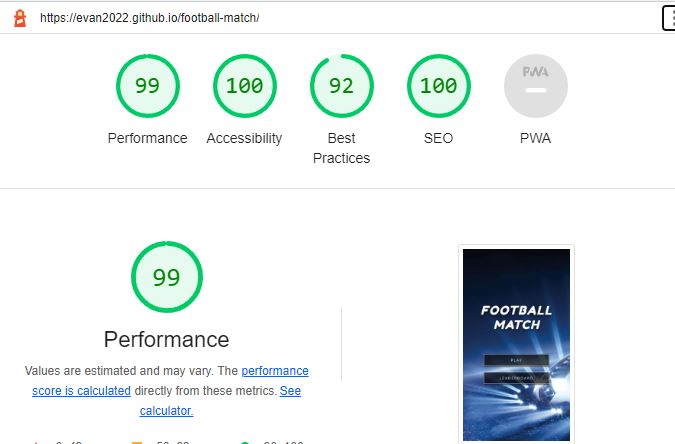 https://evan2022.github.io/football-match/
99
100
92
100
PWA
Performance
Accessibility
Best
Practices
SEO
PWA
99
Performance
Values are estimated and may vary. The performance
score is calculated directly from these metrics. See
calculator.
FOOTBALL
MATCH
PLAY
LEADERBOARD